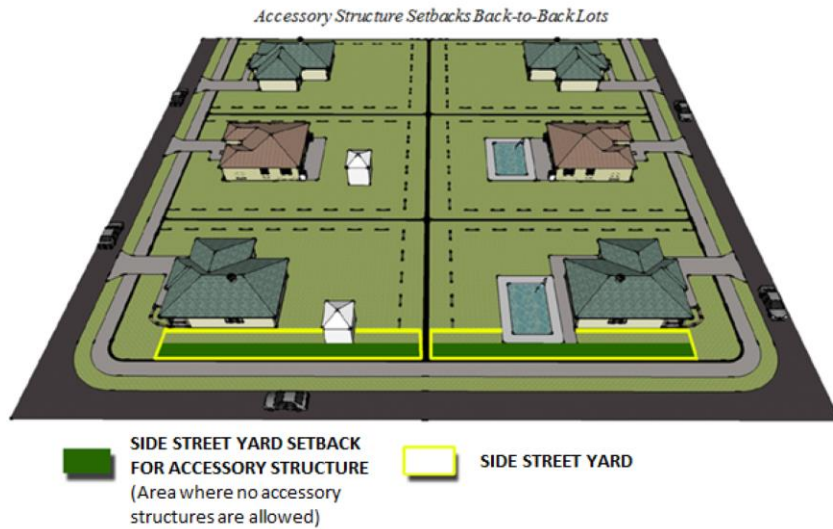 Accessory Structure Setbacks Back-to-Back Lots
SIDE STREET YARD SETBACK
FOR ACCESSORY STRUCTURE
(Area where no accessory
structures are allowed)
SIDE STREET YARD